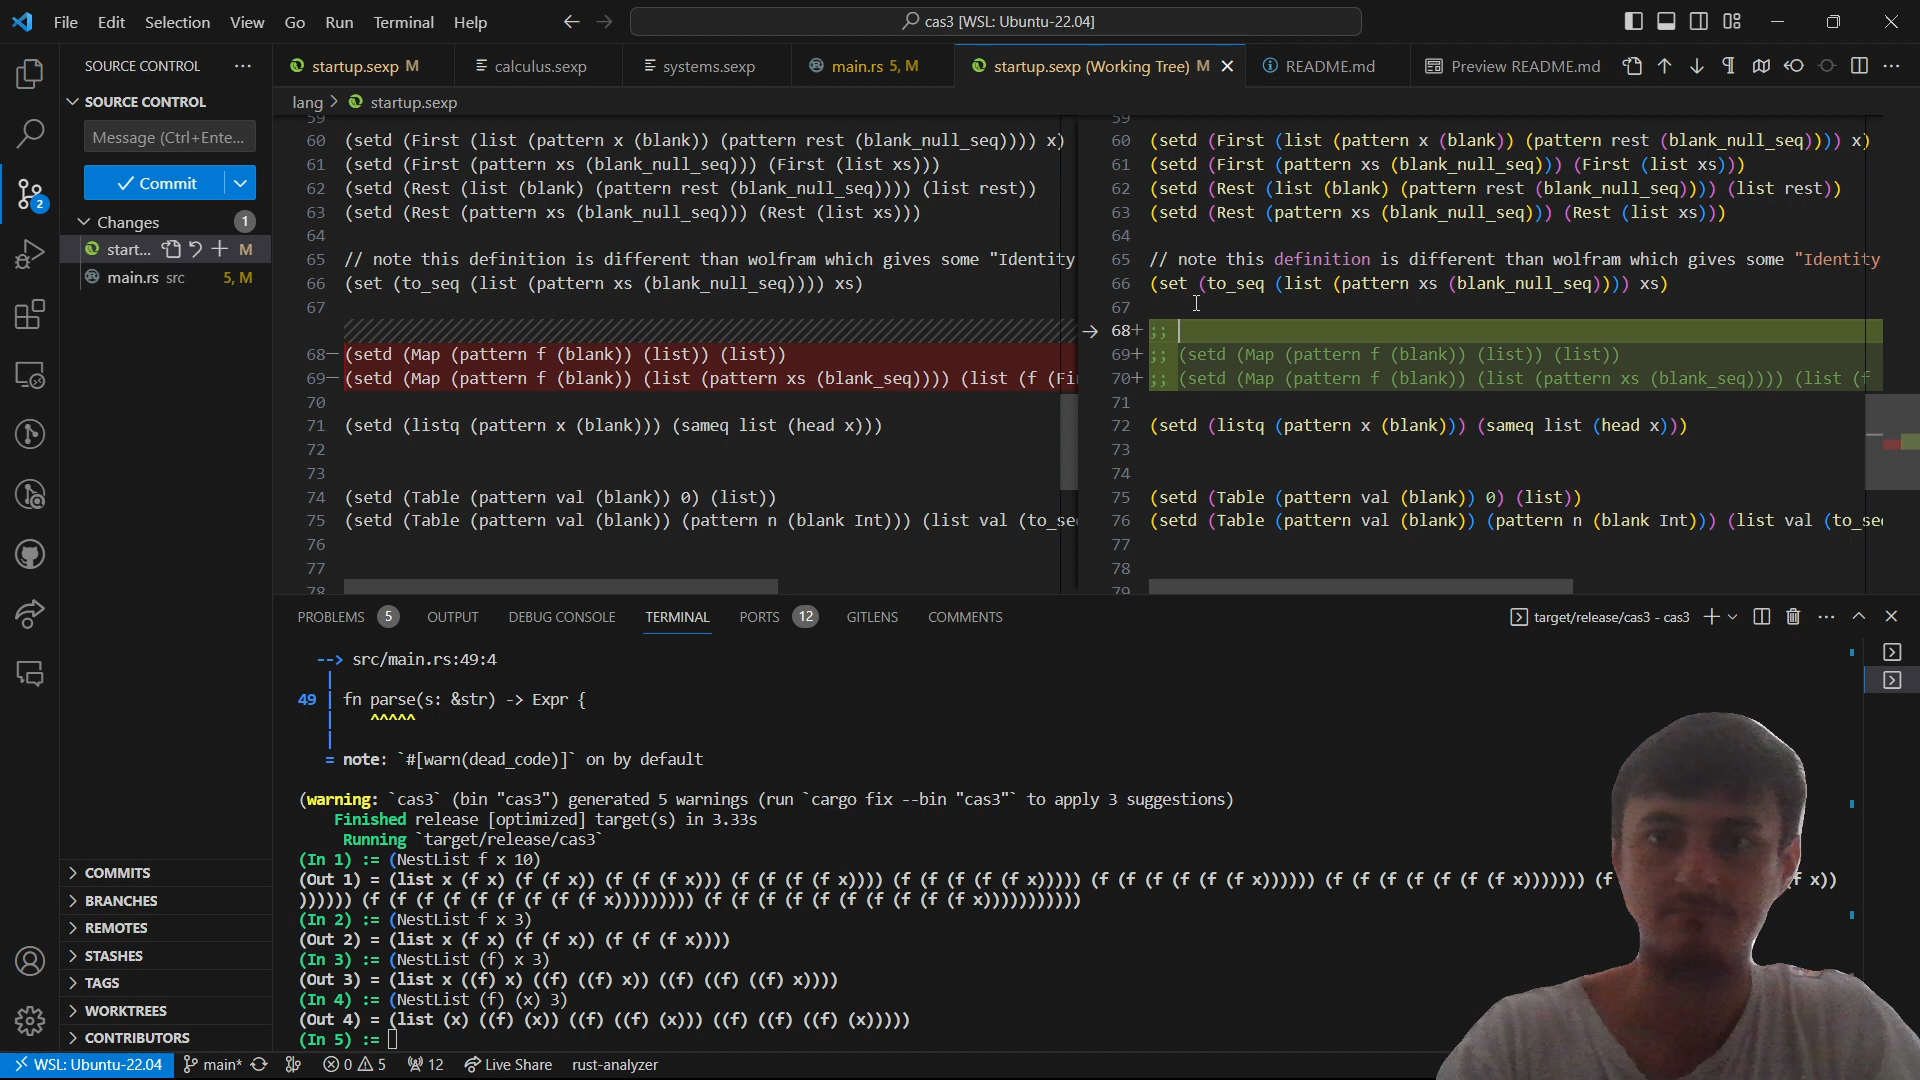 File Edit Selection View Go Run Terminal Help
cas3 [WSL: Ubuntu-22.04]
SOURCE CONTROL
startup.sexp M
calculus.sexp
systems.sexp
main.rs 5, M
startup.sexp (Working Tree) M
README.md
Preview README.md
SOURCE CONTROL
lang > startup.sexp
Message (Ctrl+Ente...
Commit
Changes 1
start... M
main.rs src 5, M
2
59
60 (setd (First (list (pattern x (blank)) (pattern rest (blank_null_seq)))) x)
61 (setd (First (pattern xs (blank_null_seq))) (First (list xs)))
62 (setd (Rest (list (blank) (pattern rest (blank_null_seq)))) (list rest))
63 (setd (Rest (pattern xs (blank_null_seq))) (Rest (list xs)))
64
65 // note this definition is different than wolfram which gives some "Identity
66 (set (to_seq (list (pattern xs (blank_null_seq)))) xs)
67
68− (setd (Map (pattern f (blank)) (list)) (list))
69− (setd (Map (pattern f (blank)) (list (pattern xs (blank_seq)))) (list (f (Fi
70
71 (setd (listq (pattern x (blank))) (sameq list (head x)))
72
73
74 (setd (Table (pattern val (blank)) 0) (list))
75 (setd (Table (pattern val (blank)) (pattern n (blank Int))) (list val (to_se
76
77
78
59
60 (setd (First (list (pattern x (blank)) (pattern rest (blank_null_seq)))) x)
61 (setd (First (pattern xs (blank_null_seq))) (First (list xs)))
62 (setd (Rest (list (blank) (pattern rest (blank_null_seq)))) (list rest))
63 (setd (Rest (pattern xs (blank_null_seq))) (Rest (list xs)))
64
65 // note this definition is different than wolfram which gives some "Identity
66 (set (to_seq (list (pattern xs (blank_null_seq)))) xs)
67
68+ ;;
69+ ;; (setd (Map (pattern f (blank)) (list)) (list))
70+ ;; (setd (Map (pattern f (blank)) (list (pattern xs (blank_seq)))) (list (f
71
72 (setd (listq (pattern x (blank))) (sameq list (head x)))
73
74
75 (setd (Table (pattern val (blank)) 0) (list))
76 (setd (Table (pattern val (blank)) (pattern n (blank Int))) (list val (to_se
77
78
79
PROBLEMS 5 OUTPUT DEBUG CONSOLE TERMINAL PORTS 12 GITLENS COMMENTS
target/release/cas3 - cas3
--> src/main.rs:49:4
|
49 | fn parse(s: &str) -> Expr {
| ^^^^^
|
= note: `#[warn(dead_code)]` on by default
(warning: `cas3` (bin "cas3") generated 5 warnings (run `cargo fix --bin "cas3"` to apply 3 suggestions)
Finished release [optimized] target(s) in 3.33s
Running `target/release/cas3`
(In 1) := (NestList f x 10)
(Out 1) = (list x (f x) (f (f x)) (f (f (f x))) (f (f (f (f x)))) (f (f (f (f (f x))))) (f (f (f (f (f (f x)))))) (f (f (f (f (f (f (f x))))))) (f f x))
)))))) (f (f (f (f (f (f (f (f (f x))))))))) (f (f (f (f (f (f (f (f (f (f x)))))))))))
(In 2) := (NestList f x 3)
(Out 2) = (list x (f x) (f (f x)) (f (f (f x))))
(In 3) := (NestList (f) x 3)
(Out 3) = (list x ((f) x) ((f) ((f) x)) ((f) ((f) ((f) x))))
(In 4) := (NestList (f) (x) 3)
(Out 4) = (list (x) ((f) (x)) ((f) ((f) (x))) ((f) ((f) ((f) (x)))))
(In 5) :=
COMMITS
BRANCHES
REMOTES
STASHES
TAGS
WORKTREES
CONTRIBUTORS
WSL: Ubuntu-22.04 main* 0 5 12 Live Share rust-analyzer